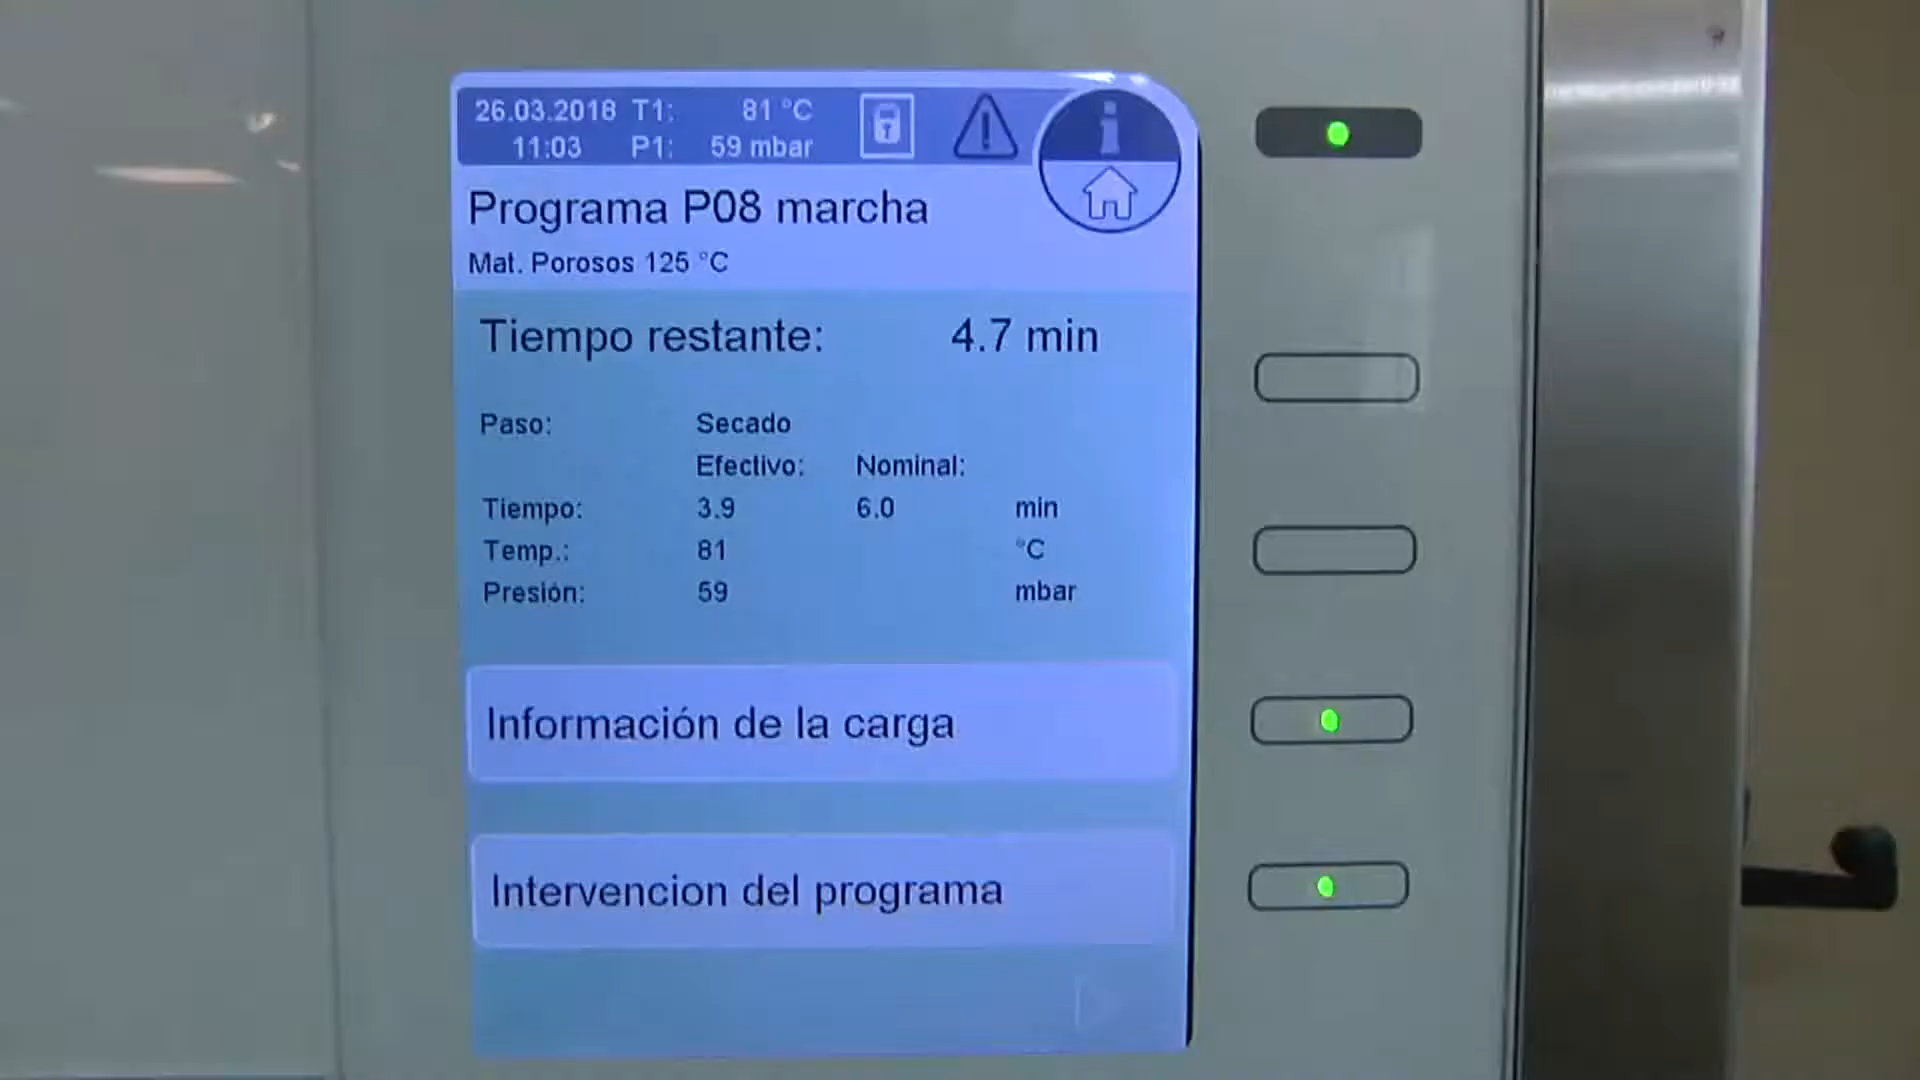 26.03.2018 T1: 81 °C
11:03 P1: 59 mbar
Programa P08 marcha
Mat. Porosos 125 °C
Tiempo restante: 4.7 min
Paso: Secado
Efectivo: Nominal:
Tiempo: 3.9 6.0 min
Temp.: 81 °C
Presión: 59 mbar
Información de la carga
Intervencion del programa